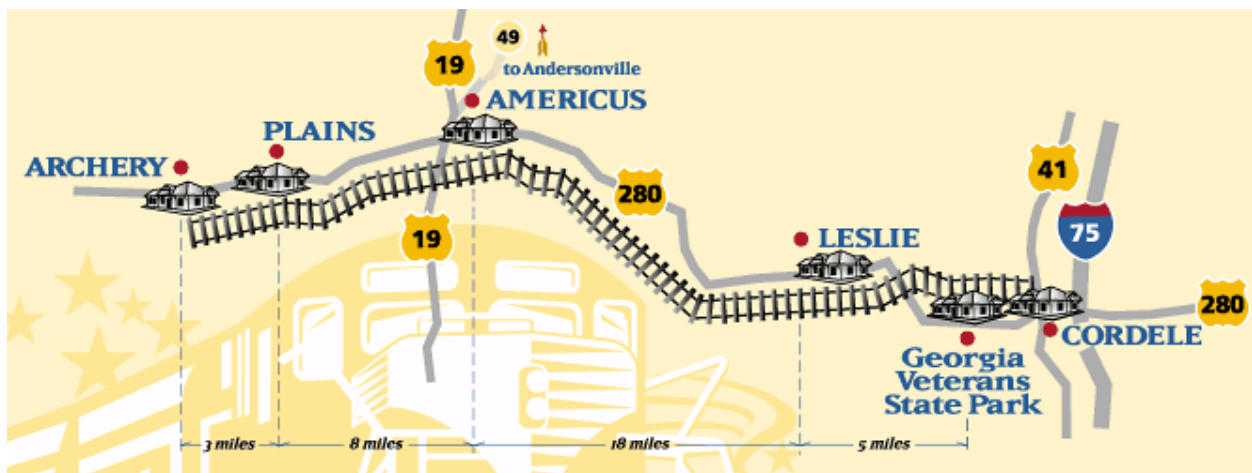 49
19
to Andersonville
AMERICUS
PLAINS
ARCHERY
41
280
75
19
LESLIE
280
CORDELE
Georgia
Veterans
State Park
3 miles
8 miles
18 miles
5 miles